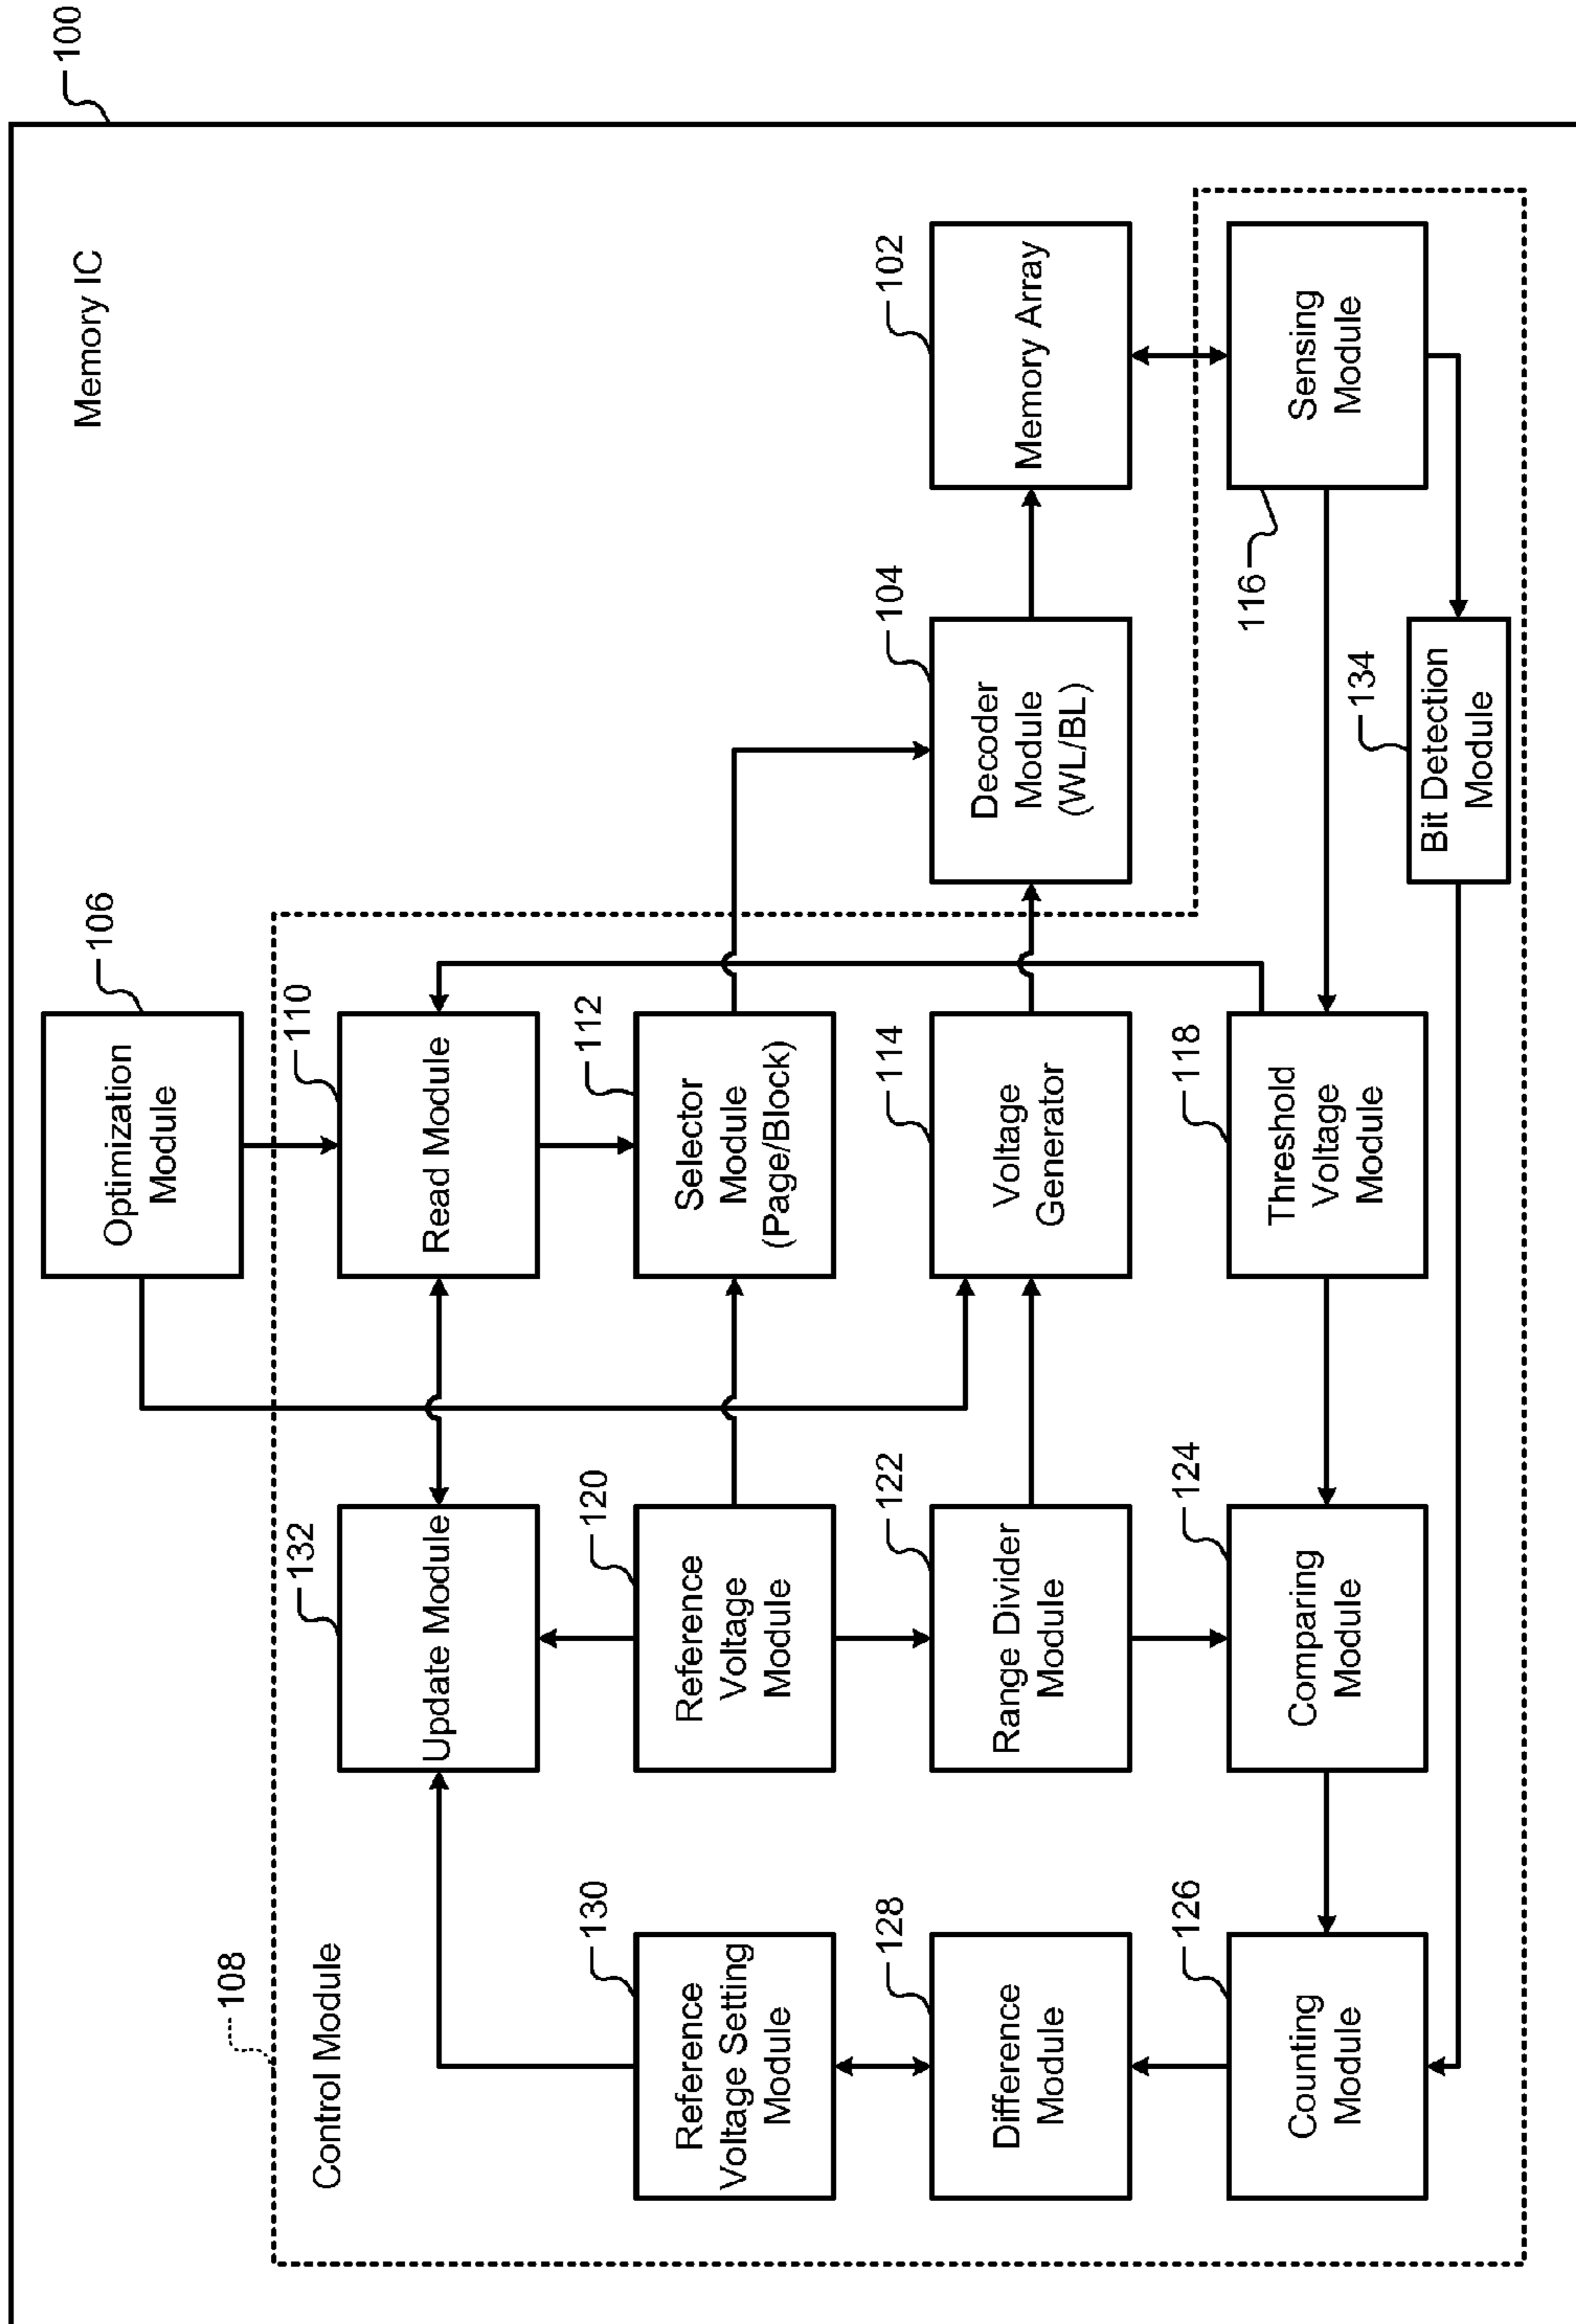 100
Memory IC
106
Optimization
Module
108
Control Module
132
Update Module
110
Read Module
130
Reference
Voltage Setting
Module
120
Reference
Voltage
Module
112
Selector
Module
(Page/Block)
128
Difference
Module
122
Range Divider
Module
114
Voltage
Generator
104
Decoder
Module
(WL/BL)
102
Memory Array
126
Counting
Module
124
Comparing
Module
118
Threshold
Voltage
Module
116
Sensing
Module
134
Bit Detection
Module